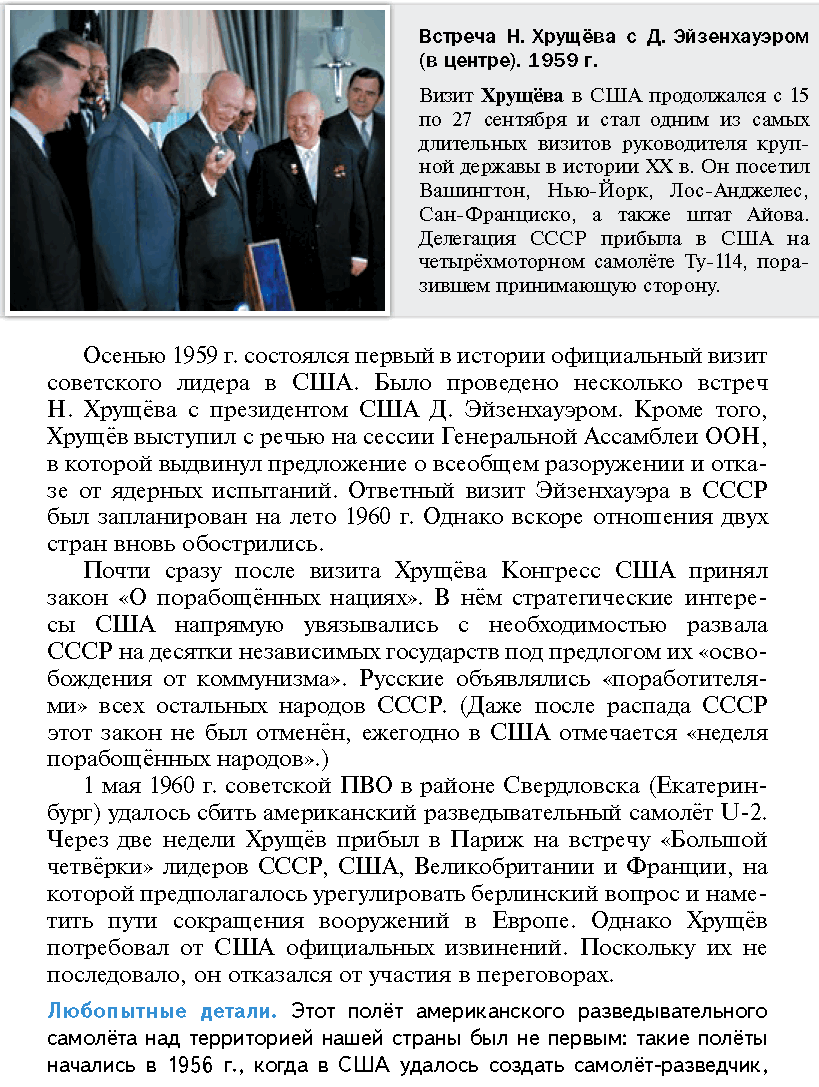 Встреча Н. Хрущёва с Д. Эйзенхауэром
(в центре). 1959 г.
Визит Хрущёва в США продолжался с 15
по 27 сентября и стал одним из самых
длительных визитов руководителя круп-
ной державы в истории XX в. Он посетил
Вашингтон, Нью-Йорк, Лос-Анджелес,
Сан-Франциско, а также штат Айова.
Делегация СССР прибыла в США на
четырёхмоторном самолёте Ту-114, пора-
зившем принимающую сторону.
Осенью 1959 г. состоялся первый в истории официальный визит
советского лидера в США. Было проведено несколько встреч
Н. Хрущёва с президентом США Д. Эйзенхауэром. Кроме того,
Хрущёв выступил с речью на сессии Генеральной Ассамблеи ООН,
в которой выдвинул предложение о всеобщем разоружении и отка-
зе от ядерных испытаний. Ответный визит Эйзенхауэра в СССР
был запланирован на лето 1960 г. Однако вскоре отношения двух
стран вновь обострились.
Почти сразу после визита Хрущёва Конгресс США принял
закон «О порабощённых нациях». В нём стратегические интере-
сы США напрямую увязывались с необходимостью развала
СССР на десятки независимых государств под предлогом их «осво-
бождения от коммунизма». Русские объявлялись «поработителя-
ми» всех остальных народов СССР. (Даже после распада СССР
этот закон не был отменён, ежегодно в США отмечается «неделя
порабощённых народов».)
1 мая 1960 г. советской ПВО в районе Свердловска (Екатерин-
бург) удалось сбить американский разведывательный самолёт U-2.
Через две недели Хрущёв прибыл в Париж на встречу «Большой
четвёрки» лидеров СССР, США, Великобритании и Франции, на
которой предполагалось урегулировать берлинский вопрос и наме-
тить пути сокращения вооружений в Европе. Однако Хрущёв
потребовал от США официальных извинений. Поскольку их не
последовало, он отказался от участия в переговорах.
Любопытные детали. Этот полёт американского разведывательного
самолёта над территорией нашей страны был не первым: такие полёты
начались в 1956 г., когда в США удалось создать самолёт-разведчик,